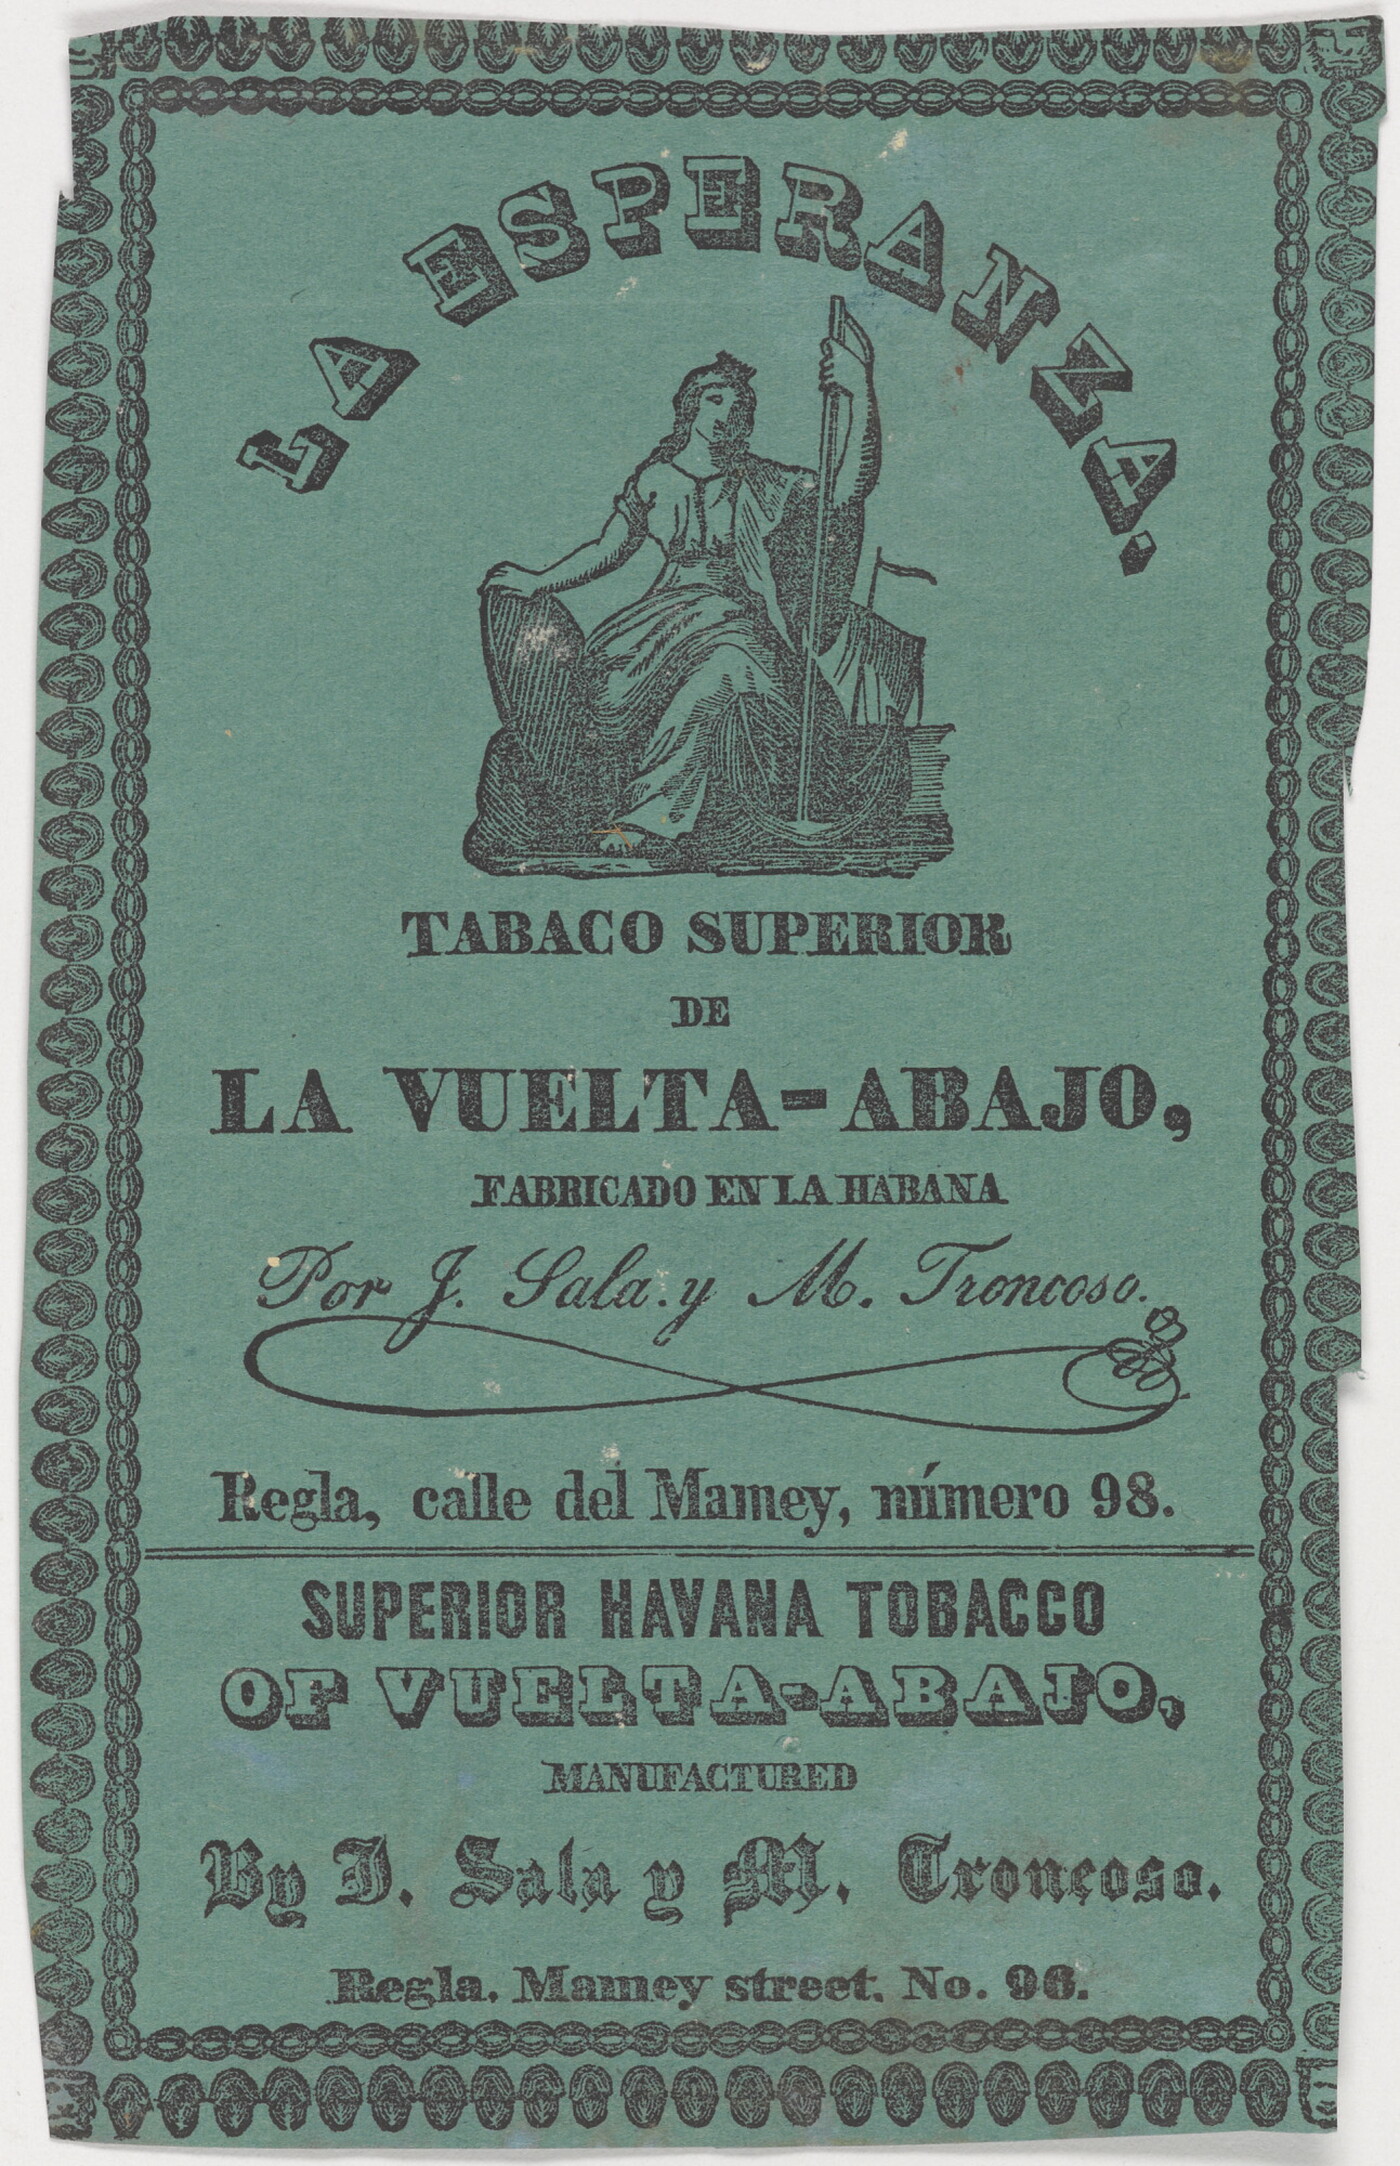 LA ESPERANZA.
TABACO SUPERIOR
DE
LA VUELTA-ABAJO,
FABRICADO EN LA HABANA
Por J. Sala. y M. Troncoso.
Regla, calle del Mamey, número 98.
SUPERIOR HAVANA TOBACCO
OF VUELTA-ABAJO,
MANUFACTURED
By J. Sala y M. Troncoso.
Regla. Mamey street. No. 96.